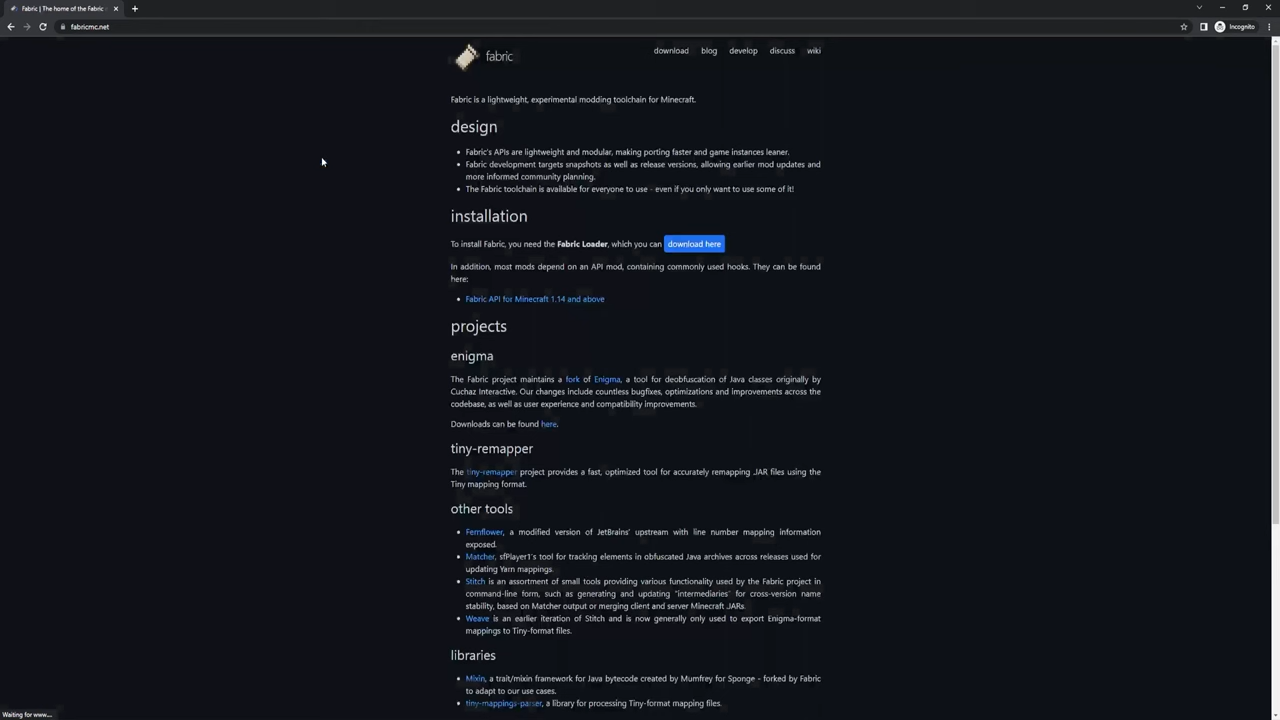 Fabric | The home of the Fabric
fabricmc.net
Incognito
fabric
download blog develop discuss wiki
Fabric is a lightweight, experimental modding toolchain for Minecraft.
design
• Fabric's APIs are lightweight and modular, making porting faster and game instances leaner.
• Fabric development targets snapshots as well as release versions, allowing earlier mod updates and
more informed community planning.
• The Fabric toolchain is available for everyone to use - even if you only want to use some of it!
installation
To install Fabric, you need the Fabric Loader, which you can download here
In addition, most mods depend on an API mod, containing commonly used hooks. They can be found
here:
• Fabric API for Minecraft 1.14 and above
projects
enigma
The Fabric project maintains a fork of Enigma, a tool for deobfuscation of Java classes originally by
Cuchaz Interactive. Our changes include countless bugfixes, optimizations and improvements across the
codebase, as well as user experience and compatibility improvements.
Downloads can be found here.
tiny-remapper
The tiny-remapper project provides a fast, optimized tool for accurately remapping .JAR files using the
Tiny mapping format.
other tools
• Fernflower, a modified version of JetBrains' upstream with line number mapping information
exposed.
• Matcher, sfPlayer1's tool for tracking elements in obfuscated Java archives across releases used for
updating Yarn mappings.
• Stitch is an assortment of small tools providing various functionality used by the Fabric project in
command-line form, such as generating and updating "intermediaries" for cross-version name
stability, based on Matcher output or merging client and server Minecraft .JARs.
• Weave is an earlier iteration of Stitch and is now generally only used to export Enigma-format
mappings to Tiny-format files.
libraries
• Mixin, a trait/mixin framework for Java bytecode created by Mumfrey for Sponge - forked by Fabric
to adapt to our use cases.
• tiny-mappings-parser, a library for processing Tiny-format mapping files.
Waiting for www....